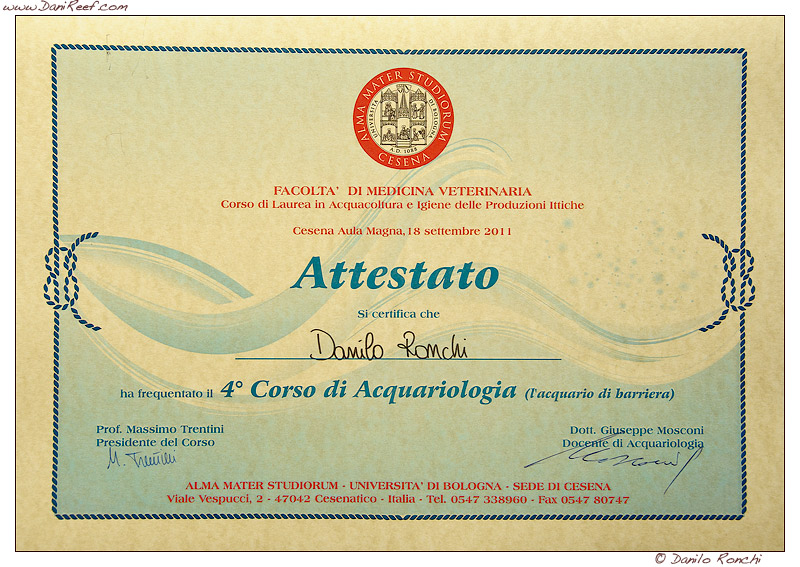 www.DaniReef.com
ALMA MATER STUDIORUM
UNIVERSITÀ DI BOLOGNA
A.D. 1088
CESENA
FACOLTA' DI MEDICINA VETERINARIA
Corso di Laurea in Acquacoltura e Igiene delle Produzioni Ittiche
Cesena Aula Magna, 18 settembre 2011
Attestato
Si certifica che
Danilo Ronchi
ha frequentato il 4° Corso di Acquariologia (l'acquario di barriera)
Prof. Massimo Trentini
Presidente del Corso
M. Trentini
Dott. Giuseppe Mosconi
Docente di Acquariologia
ALMA MATER STUDIORUM - UNIVERSITA' DI BOLOGNA - SEDE DI CESENA
Viale Vespucci, 2 - 47042 Cesenatico - Italia - Tel. 0547 338960 - Fax 0547 80747
© Danilo Ronchi